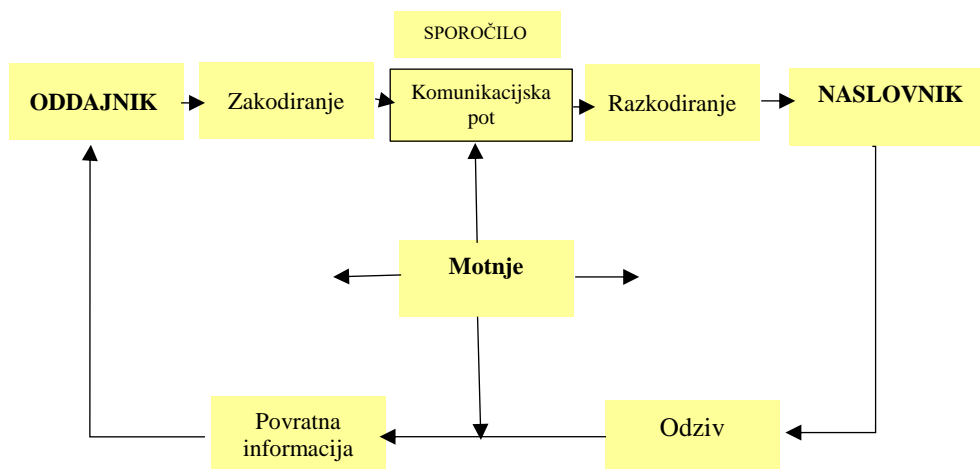 SPOROČILO
ODDAJNIK
Zakodiranje
Komunikacijska
pot
Razkodiranje
NASLOVNIK
Motnje
Povratna
informacija
Odziv